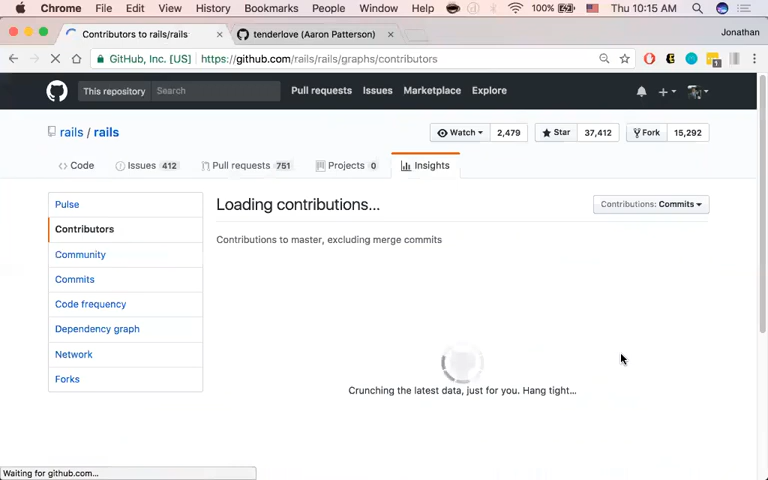 Chrome File Edit View History Bookmarks People Window Help 100% Thu 10:15 AM
Contributors to rails/rails tenderlove (Aaron Patterson) Jonathan
GitHub, Inc. [US] https://github.com/rails/rails/graphs/contributors
This repository Search Pull requests Issues Marketplace Explore
rails / rails Watch 2,479 Star 37,412 Fork 15,292
Code Issues 412 Pull requests 751 Projects 0 Insights
Pulse
Contributors
Community
Commits
Code frequency
Dependency graph
Network
Forks
Loading contributions... Contributions: Commits
Contributions to master, excluding merge commits
Crunching the latest data, just for you. Hang tight...
Waiting for github.com...